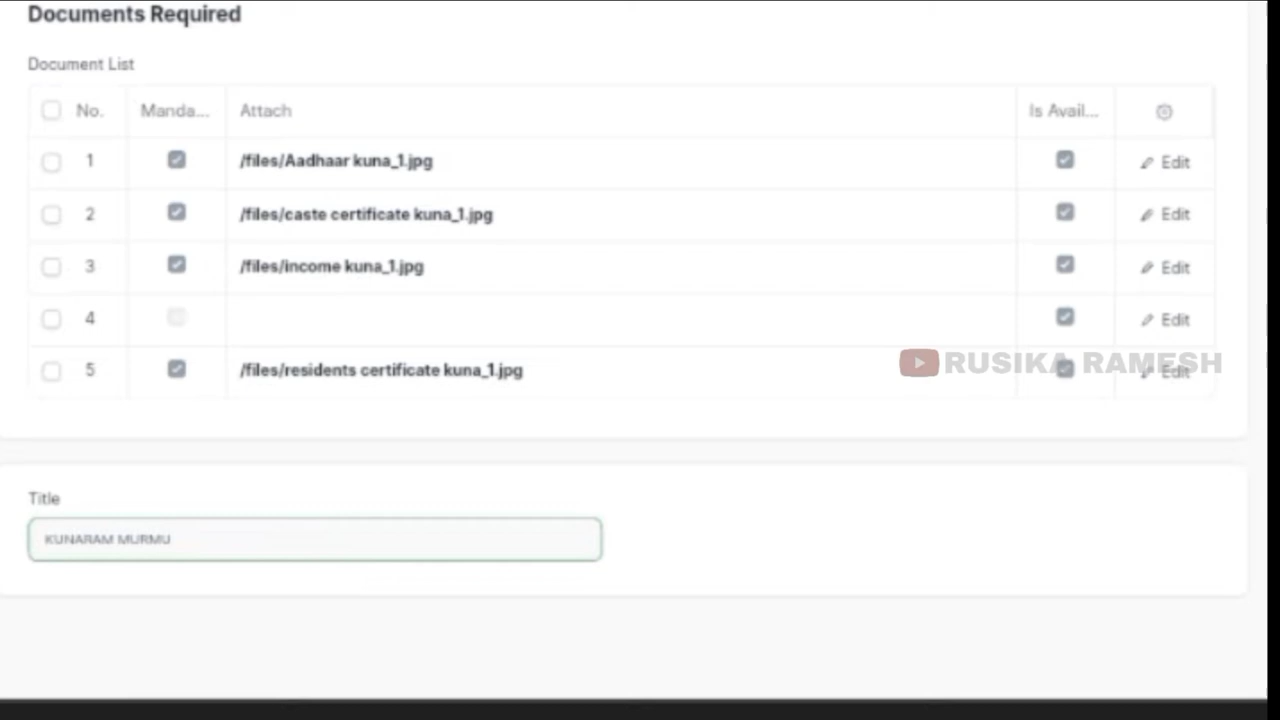 Documents Required
Document List
No. Manda... Attach Is Avail...
1 /files/Aadhaar kuna_1.jpg Edit
2 /files/caste certificate kuna_1.jpg Edit
3 /files/income kuna_1.jpg Edit
4 Edit
5 /files/residents certificate kuna_1.jpg Edit
RUSIKA RAMESH
Title
KUNARAM MURMU